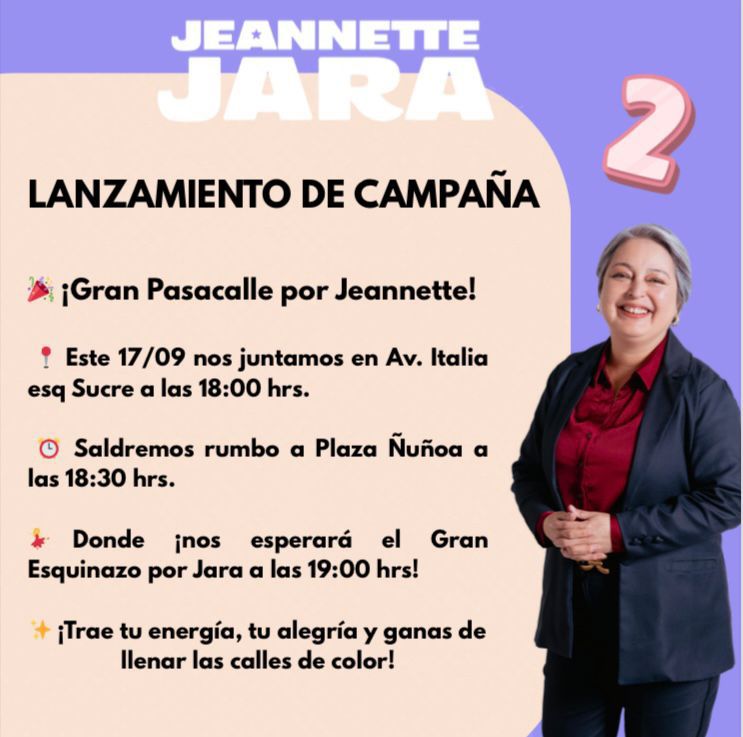 JEANNETTE
JARA
2
LANZAMIENTO DE CAMPAÑA
🎉 ¡Gran Pasacalle por Jeannette!
📍 Este 17/09 nos juntamos en Av. Italia
esq Sucre a las 18:00 hrs.
⏰ Saldremos rumbo a Plaza Ñuñoa a
las 18:30 hrs.
💃 Donde ¡nos esperará el Gran
Esquinazo por Jara a las 19:00 hrs!
✨ ¡Trae tu energía, tu alegría y ganas de
llenar las calles de color!